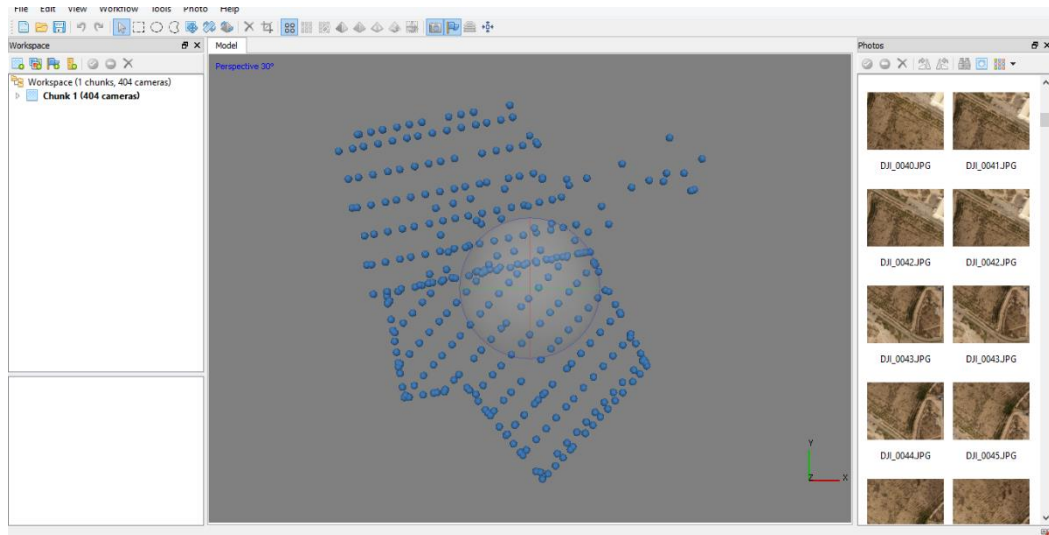 File Edit View Workflow Tools Photo Help
Workspace
Model
Photos
Workspace (1 chunks, 404 cameras)
Chunk 1 (404 cameras)
Perspective 30°
DJI_0040.JPG DJI_0041.JPG
DJI_0042.JPG DJI_0042.JPG
DJI_0043.JPG DJI_0043.JPG
DJI_0044.JPG DJI_0045.JPG
Y
Z X